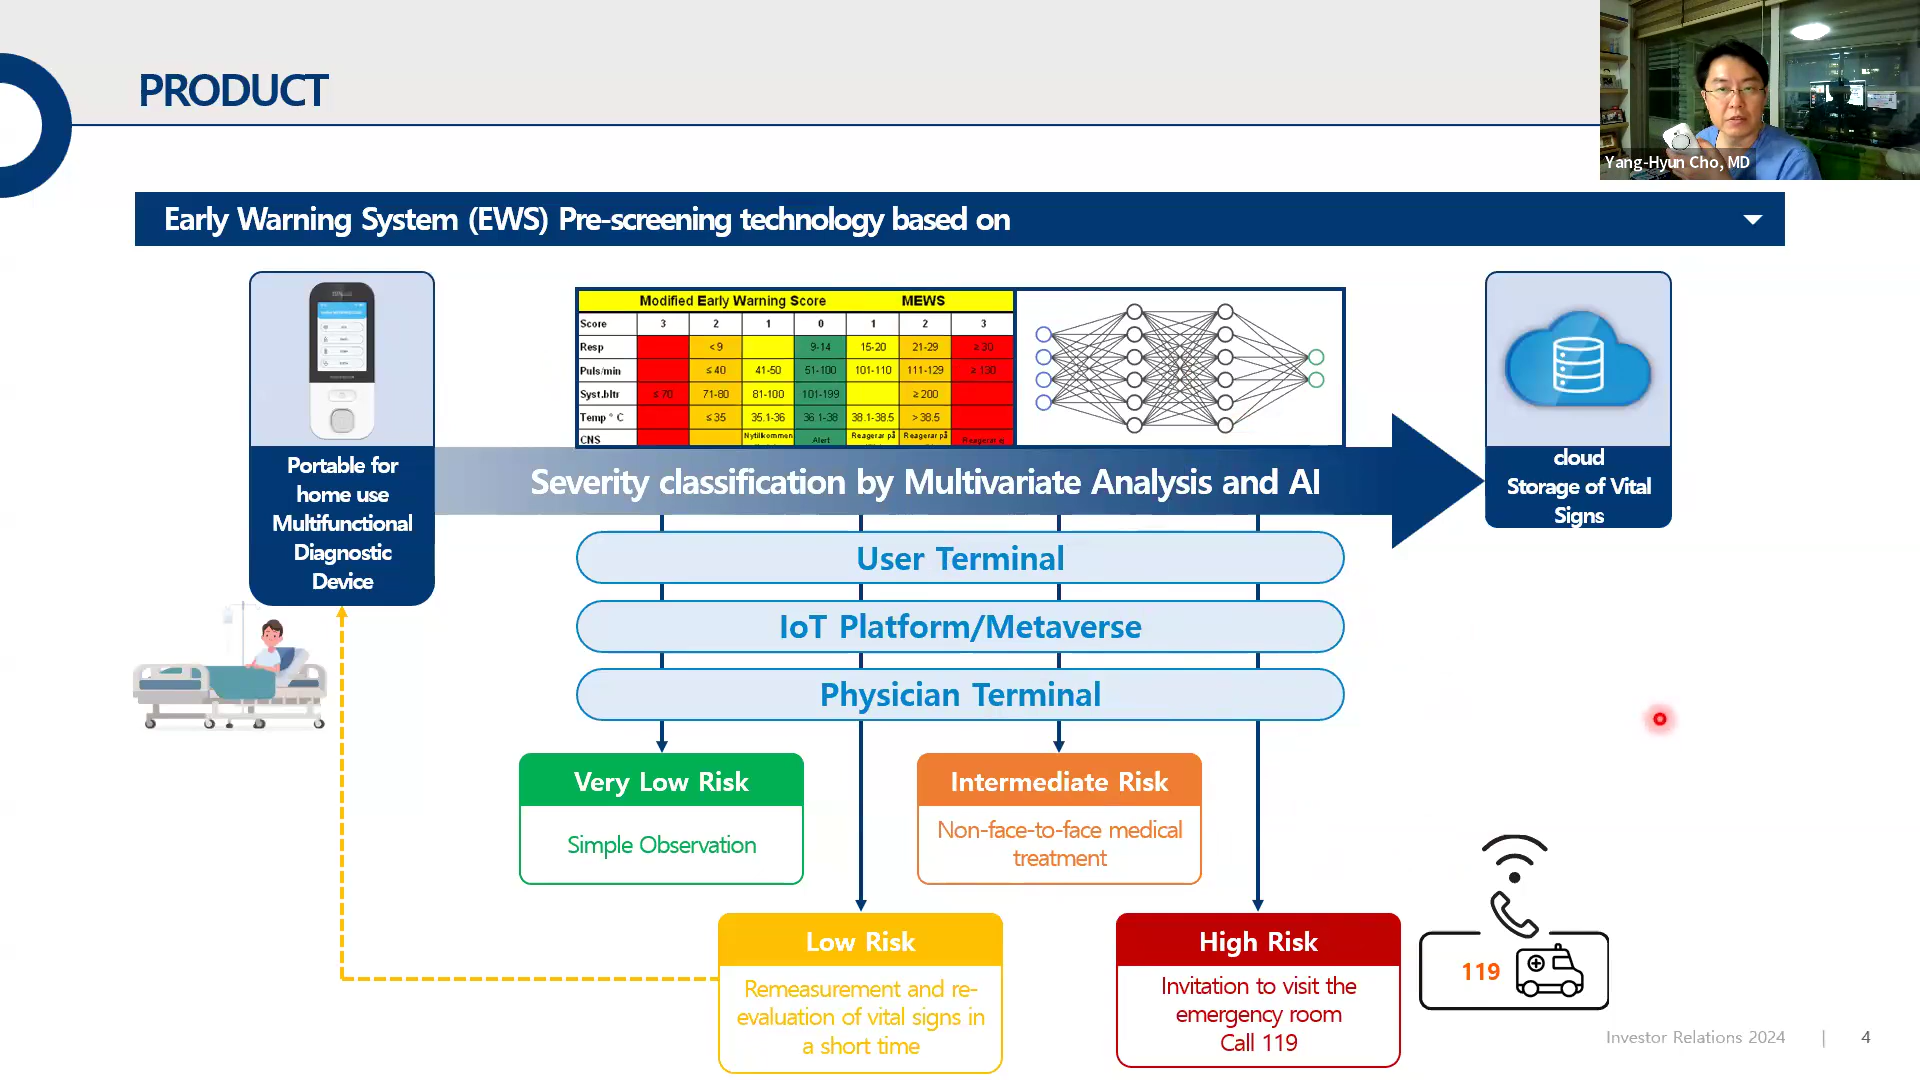 PRODUCT
Yang-Hyun Cho, MD
Early Warning System (EWS) Pre-screening technology based on
Modified Early Warning Score MEWS
Score 3 2 1 0 1 2 3
Resp < 9 9-14 15-20 21-29 ≥ 30
Puls/min ≤ 40 41-50 51-100 101-110 111-129 ≥ 130
Syst.bltr ≤ 70 71-80 81-100 101-199 ≥ 200
Temp ° C ≤ 35 35.1-36 36.1-38 38.1-38.5 > 38.5
CNS Nytillkommen Alert Reagerar på Reagerar på Reagerar ej
Portable for
home use
Multifunctional
Diagnostic
Device
Severity classification by Multivariate Analysis and AI
cloud
Storage of Vital
Signs
User Terminal
IoT Platform/Metaverse
Physician Terminal
Very Low Risk
Simple Observation
Intermediate Risk
Non-face-to-face medical
treatment
Low Risk
Remeasurement and re-
evaluation of vital signs in
a short time
High Risk
Invitation to visit the
emergency room
Call 119
119
Investor Relations 2024 | 4